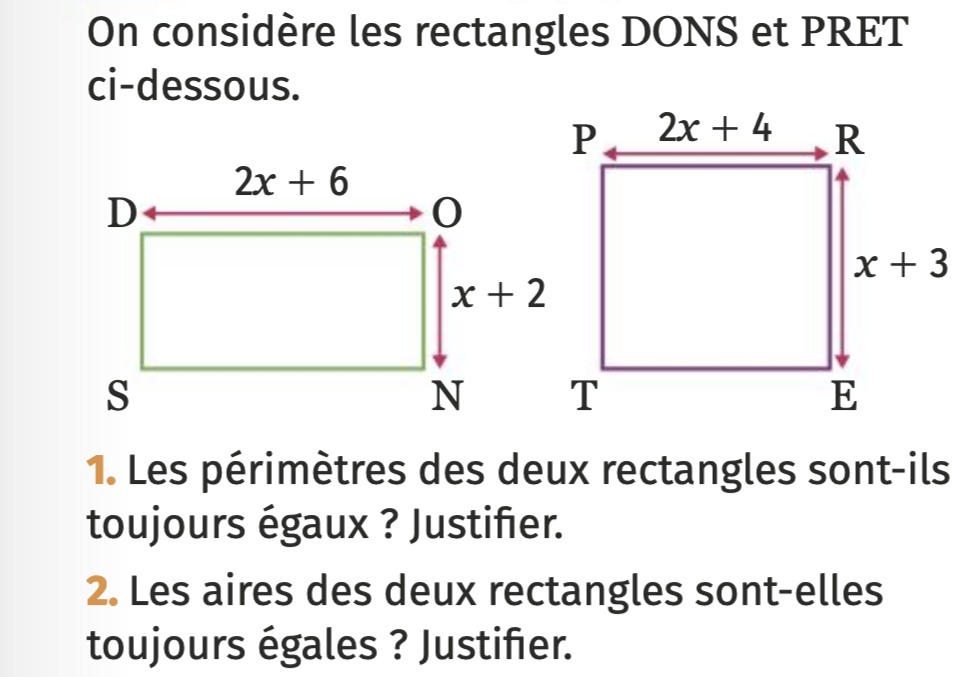 On considère les rectangles DONS et PRET
ci-dessous.
P 2x + 4 R
2x + 6
D O
x + 3
x + 2
S N T E
1. Les périmètres des deux rectangles sont-ils
toujours égaux ? Justifier.
2. Les aires des deux rectangles sont-elles
toujours égales ? Justifier.